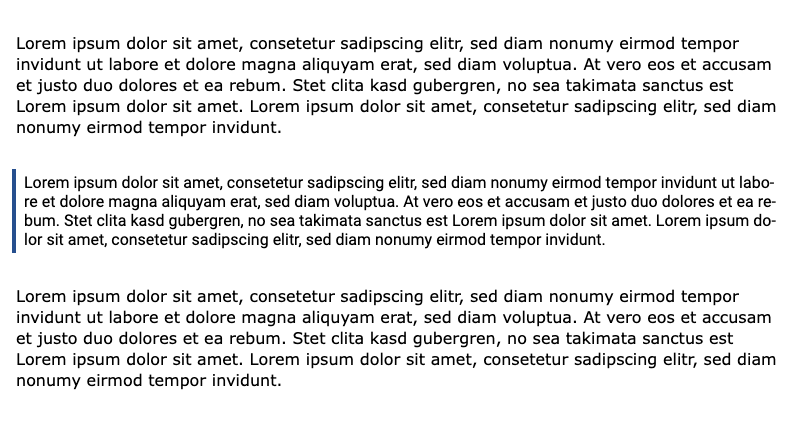 Lorem ipsum dolor sit amet, consetetur sadipscing elitr, sed diam nonumy eirmod tempor
invidunt ut labore et dolore magna aliquyam erat, sed diam voluptua. At vero eos et accusam
et justo duo dolores et ea rebum. Stet clita kasd gubergren, no sea takimata sanctus est
Lorem ipsum dolor sit amet. Lorem ipsum dolor sit amet, consetetur sadipscing elitr, sed diam
nonumy eirmod tempor invidunt.
Lorem ipsum dolor sit amet, consetetur sadipscing elitr, sed diam nonumy eirmod tempor invidunt ut labo-
re et dolore magna aliquyam erat, sed diam voluptua. At vero eos et accusam et justo duo dolores et ea re-
bum. Stet clita kasd gubergren, no sea takimata sanctus est Lorem ipsum dolor sit amet. Lorem ipsum do-
lor sit amet, consetetur sadipscing elitr, sed diam nonumy eirmod tempor invidunt.
Lorem ipsum dolor sit amet, consetetur sadipscing elitr, sed diam nonumy eirmod tempor
invidunt ut labore et dolore magna aliquyam erat, sed diam voluptua. At vero eos et accusam
et justo duo dolores et ea rebum. Stet clita kasd gubergren, no sea takimata sanctus est
Lorem ipsum dolor sit amet. Lorem ipsum dolor sit amet, consetetur sadipscing elitr, sed diam
nonumy eirmod tempor invidunt.